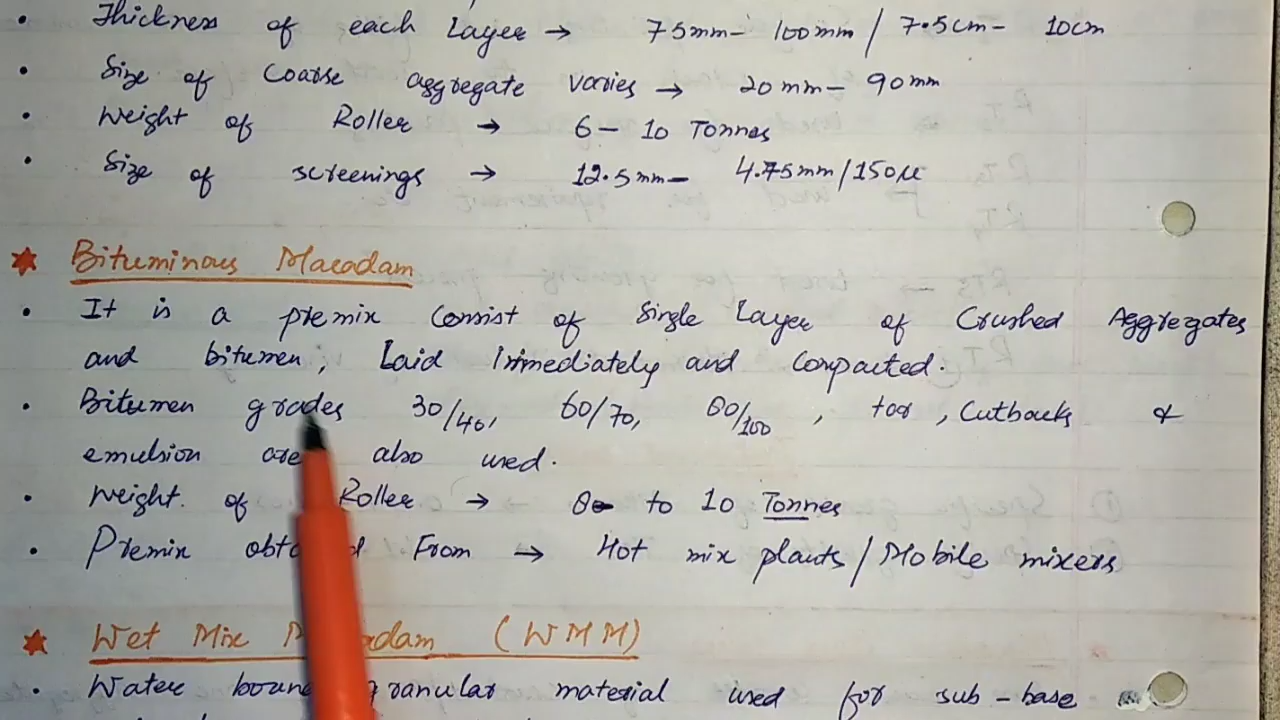 • Thickness of each Layer → 75mm- 100mm / 7.5cm- 10cm
• Size of Coarse aggregate varies → 20mm- 90mm
• Weight of Roller → 6- 10 Tonnes
• Size of screenings → 12.5mm- 4.75mm/150μ
★ Bituminous Macadam
• It is a premix consist of Single Layer of Crushed Aggregates
and bitumen, Laid immediately and compacted.
• Bitumen grades 30/40, 60/70, 80/100, tar, Cutbacks &
emulsion are also used.
• Weight of Roller → 8 to 10 Tonnes
• Premix From → Hot mix plants/Mobile mixers
★ Wet Mix (WMM)
• Water granular material used for sub-base